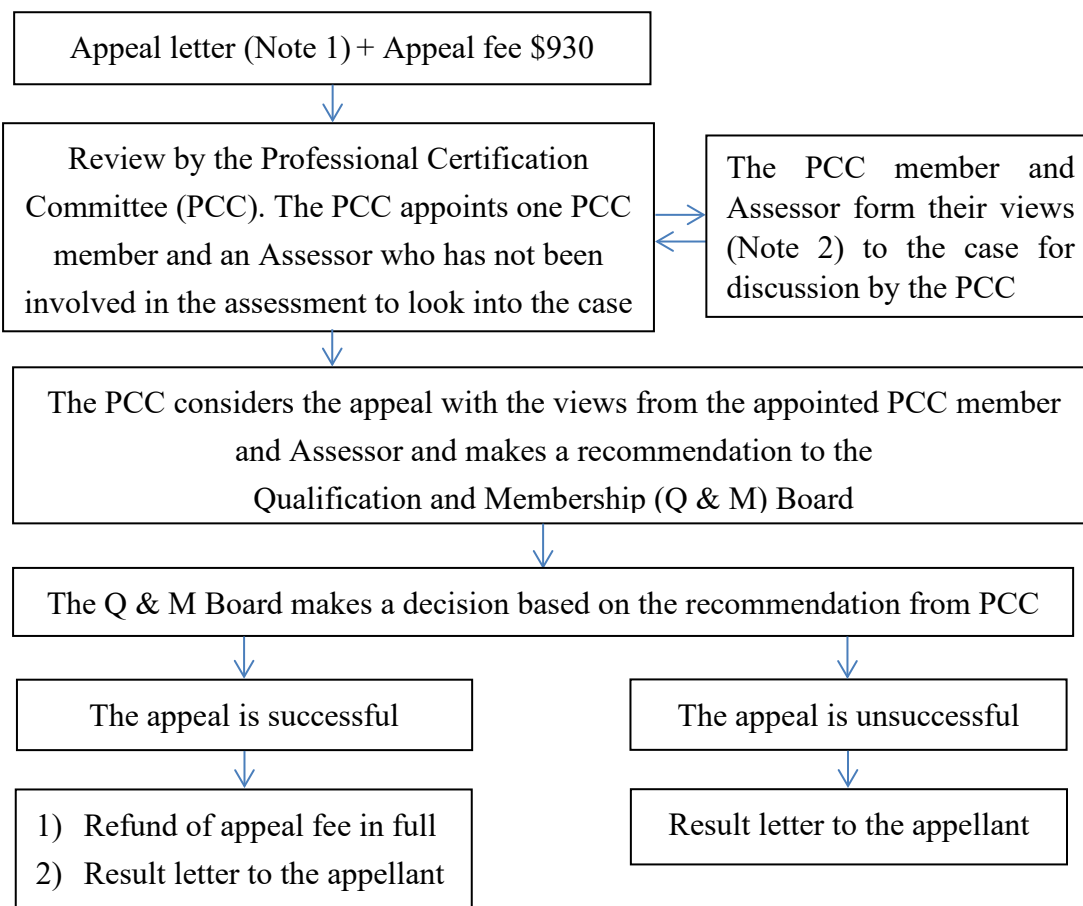 Appeal letter (Note 1) + Appeal fee $930
Review by the Professional Certification
Committee (PCC). The PCC appoints one PCC
member and an Assessor who has not been
involved in the assessment to look into the case
The PCC member and
Assessor form their views
(Note 2) to the case for
discussion by the PCC
The PCC considers the appeal with the views from the appointed PCC member
and Assessor and makes a recommendation to the
Qualification and Membership (Q & M) Board
The Q & M Board makes a decision based on the recommendation from PCC
The appeal is successful
The appeal is unsuccessful
1) Refund of appeal fee in full
2) Result letter to the appellant
Result letter to the appellant